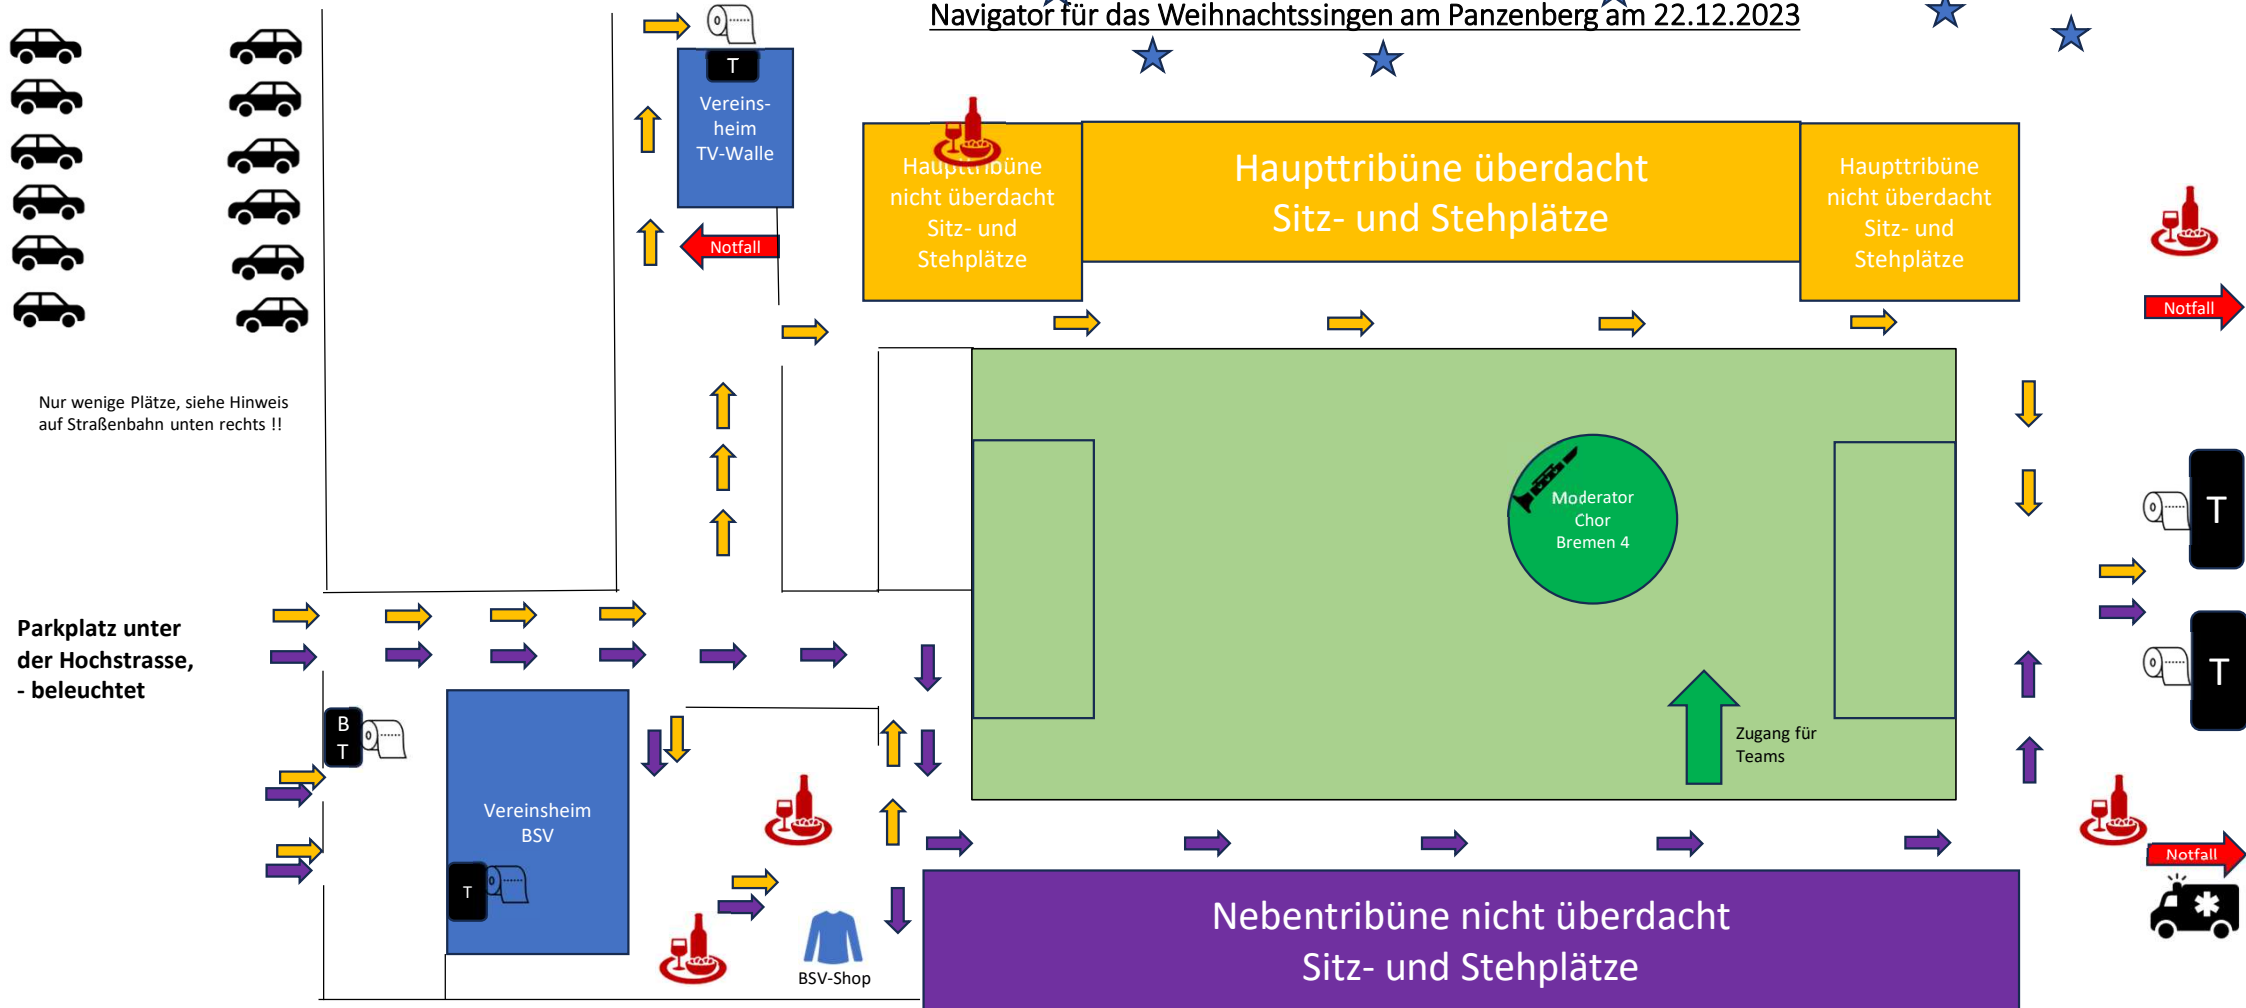 Navigator für das Weihnachtssingen am Panzenberg am 22.12.2023
T
Vereins-
heim
TV-Walle
Notfall
Haupttribüne
nicht überdacht
Sitz- und
Stehplätze
Haupttribüne überdacht
Sitz- und Stehplätze
Haupttribüne
nicht überdacht
Sitz- und
Stehplätze
Notfall
Nur wenige Plätze, siehe Hinweis
auf Straßenbahn unten rechts !!
Moderator
Chor
Bremen 4
T
T
Parkplatz unter
der Hochstrasse,
- beleuchtet
B
T
Zugang für
Teams
Vereinsheim
BSV
T
BSV-Shop
Notfall
Nebentribüne nicht überdacht
Sitz- und Stehplätze